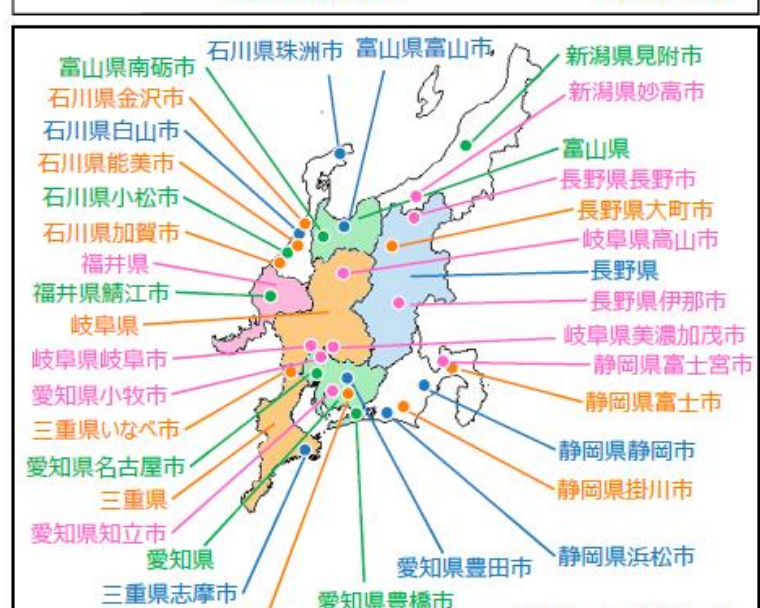 石川県珠洲市
富山県富山市
富山県南砺市
石川県金沢市
石川県白山市
石川県能美市
石川県小松市
石川県加賀市
福井県
福井県鯖江市
岐阜県
岐阜県岐阜市
愛知県小牧市
三重県いなべ市
愛知県名古屋市
三重県
愛知県知立市
愛知県
三重県志摩市
愛知県豊橋市
愛知県豊田市
新潟県見附市
新潟県妙高市
富山県
長野県長野市
長野県大町市
岐阜県高山市
長野県
長野県伊那市
岐阜県美濃加茂市
静岡県富士宮市
静岡県富士市
静岡県静岡市
静岡県掛川市
静岡県浜松市